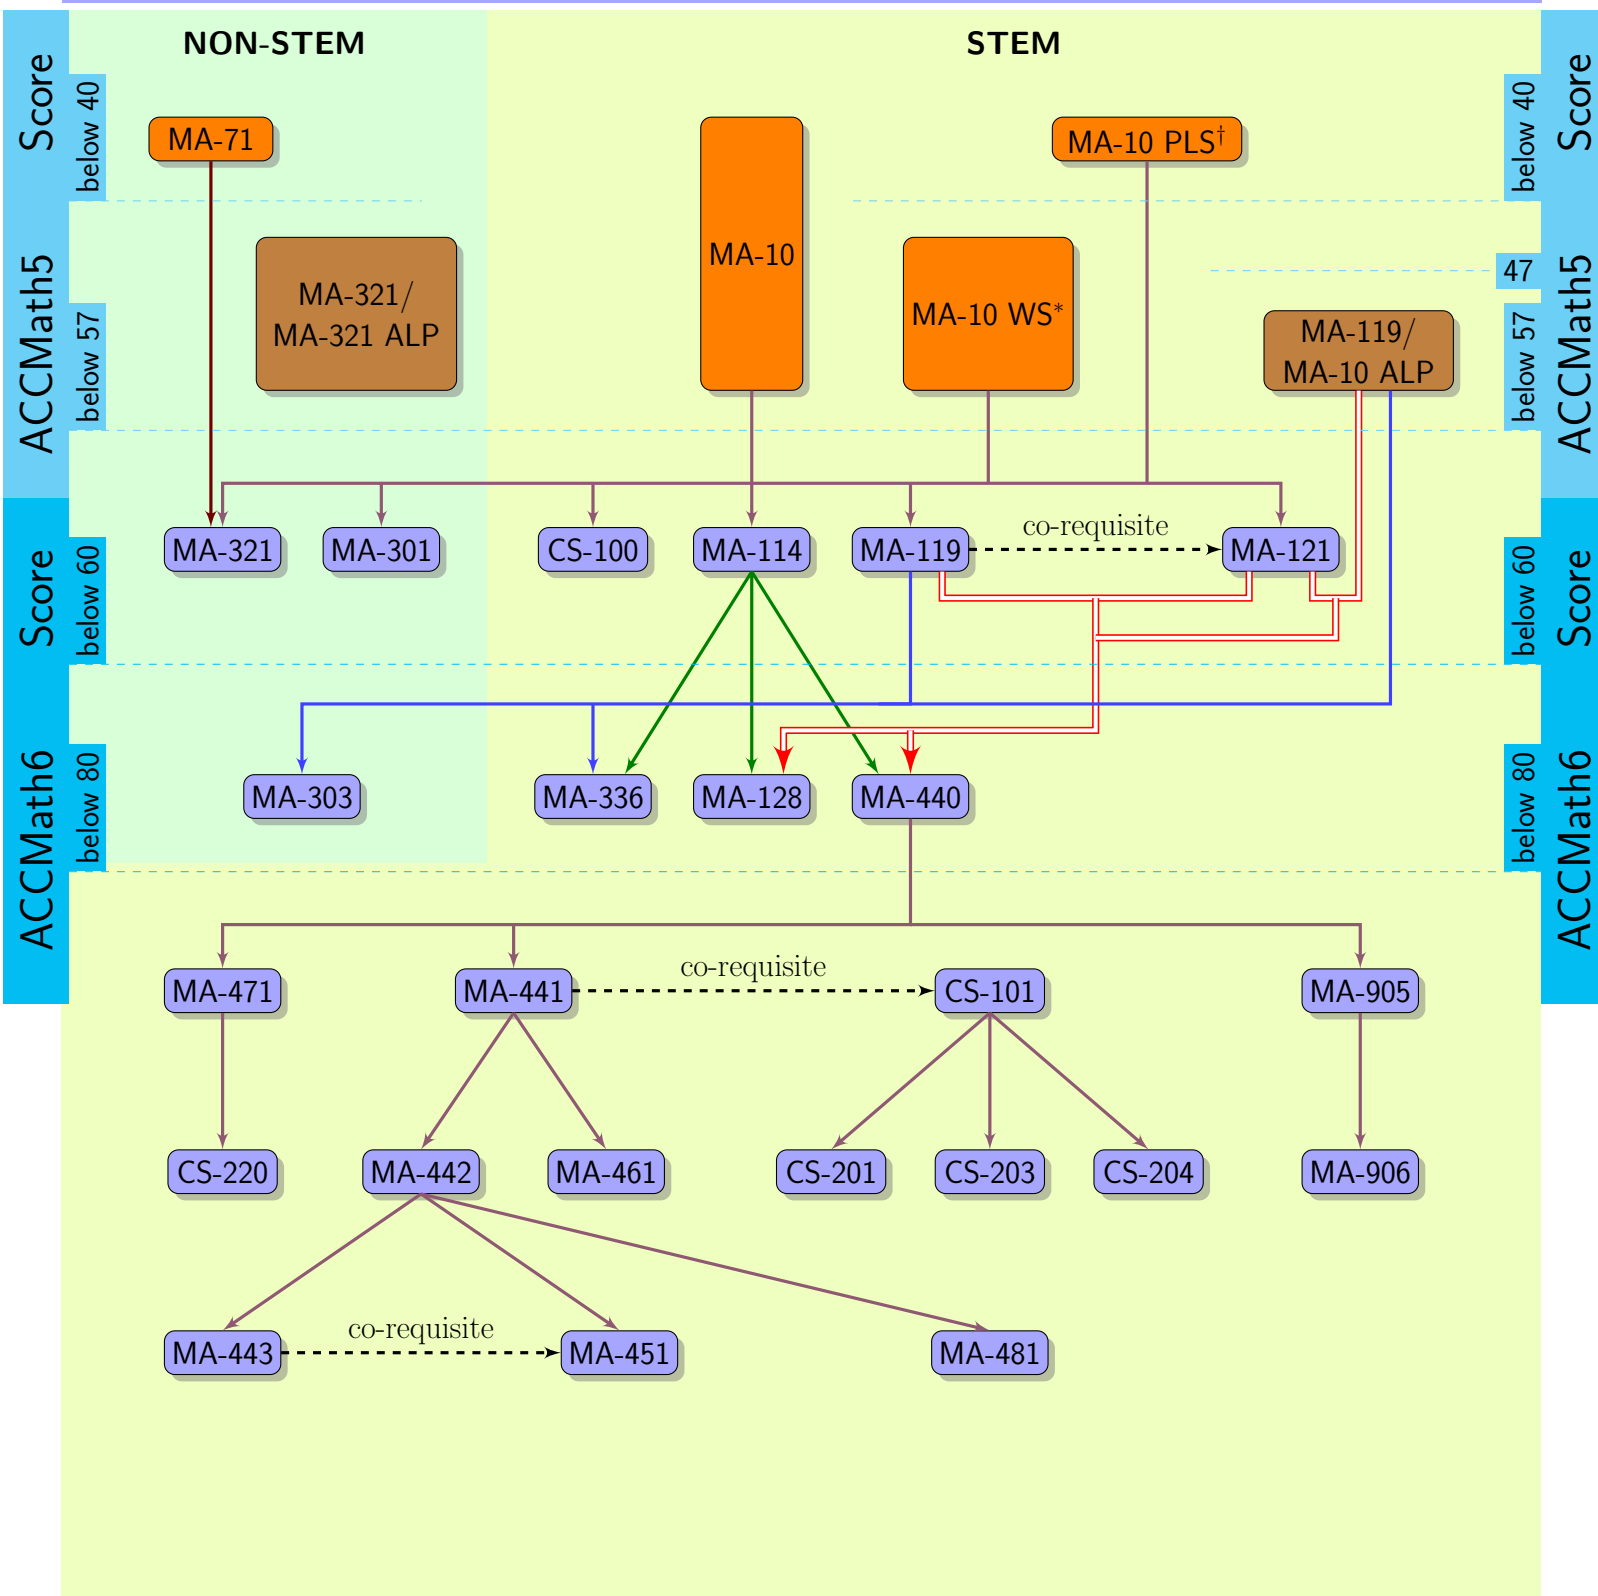 NON-STEM
STEM
Score
ACCMath5
below 40
below 57
Score
ACCMath6
below 60
below 80
Score
ACCMath5
below 40
47
below 57
Score
ACCMath6
below 60
below 80
MA-71
MA-10 PLS†
MA-321/
MA-321 ALP
MA-10
MA-10 WS*
MA-119/
MA-10 ALP
MA-321
MA-301
CS-100
MA-114
MA-119
co-requisite
MA-121
MA-303
MA-336
MA-128
MA-440
MA-471
MA-441
co-requisite
CS-101
MA-905
CS-220
MA-442
MA-461
CS-201
CS-203
CS-204
MA-906
MA-443
co-requisite
MA-451
MA-481